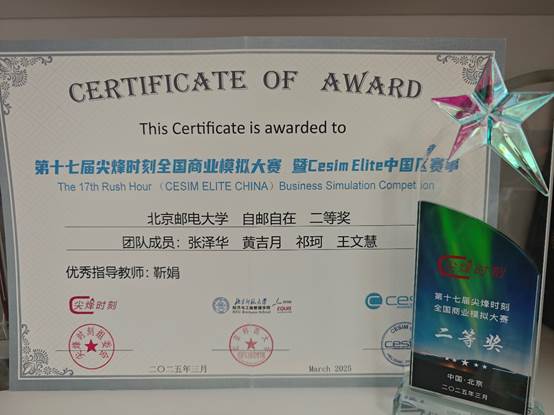 CERTIFICATE OF AWARD
This Certificate is awarded to
第十七届尖烽时刻全国商业模拟大赛 暨Cesim Elite中国区赛事
The 17th Rush Hour (CESIM ELITE CHINA) Business Simulation Competition
北京邮电大学 自邮自在 二等奖
团队成员：张泽华 黄吉月 祁珂 王文慧
优秀指导教师：靳娟
尖烽时刻
EQUIS
CESIM
二〇二五年三月
March 2025
尖烽时刻
第十七届尖烽时刻
全国商业模拟大赛
二等奖
中国·北京
二〇二五年三月